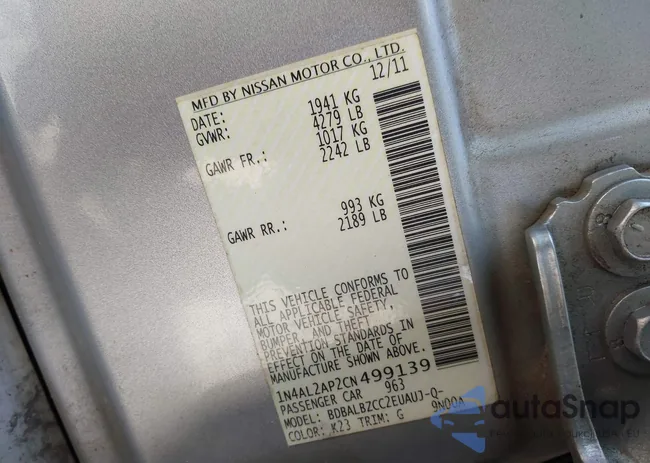 MFD BY NISSAN MOTOR CO., LTD.
DATE: 12/11
GVWR: 1941 KG
4279 LB
GAWR FR.: 1017 KG
2242 LB
GAWR RR.: 993 KG
2189 LB
THIS VEHICLE CONFORMS TO
ALL APPLICABLE FEDERAL
MOTOR VEHICLE SAFETY,
BUMPER, AND THEFT
PREVENTION STANDARDS IN
EFFECT ON THE DATE OF
MANUFACTURE SHOWN ABOVE.
1N4AL2AP2CN499139
PASSENGER CAR 963
MODEL: BDBALBZCC2EUAUJ-Q-
COLOR: K23 TRIM: G 9N00A
autoSnap